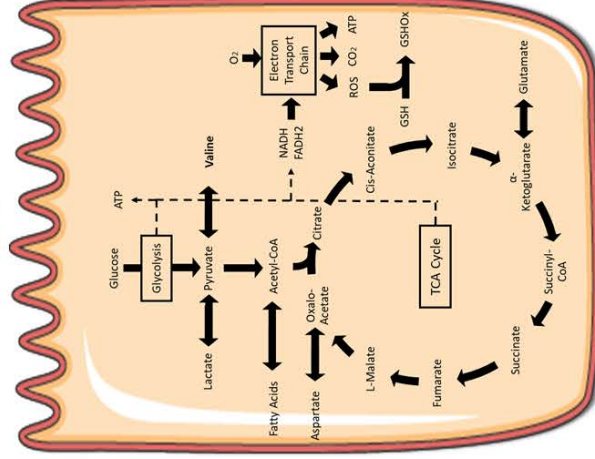 Glucose
ATP
Glycolysis
Lactate
Pyruvate
Valine
NADH
FADH2
O₂
Electron
Transport
Chain
ATP
CO₂
ROS
GSH
GSHOx
Fatty Acids
Acetyl-CoA
Aspartate
Oxalo-
Acetate
Citrate
Cis-Aconitate
Isocitrate
α-
Ketoglutarate
Glutamate
Succinyl-
CoA
Succinate
Fumarate
L-Malate
TCA Cycle